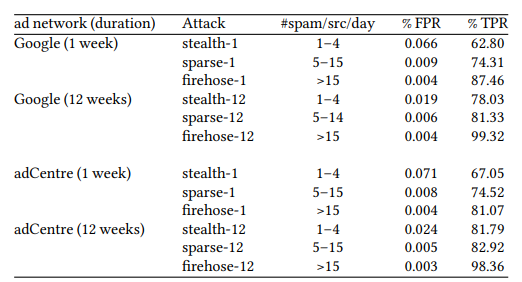 ad network (duration) Attack #spam/src/day % FPR % TPR
Google (1 week) stealth-1 1–4 0.066 62.80
sparse-1 5–15 0.009 74.31
firehose-1 >15 0.004 87.46
Google (12 weeks) stealth-12 1–4 0.019 78.03
sparse-12 5–14 0.006 81.33
firehose-12 >15 0.004 99.32
adCentre (1 week) stealth-1 1–4 0.071 67.05
sparse-1 5–15 0.008 74.52
firehose-1 >15 0.004 81.07
adCentre (12 weeks) stealth-12 1–4 0.024 81.79
sparse-12 5–15 0.005 82.92
firehose-12 >15 0.003 98.36